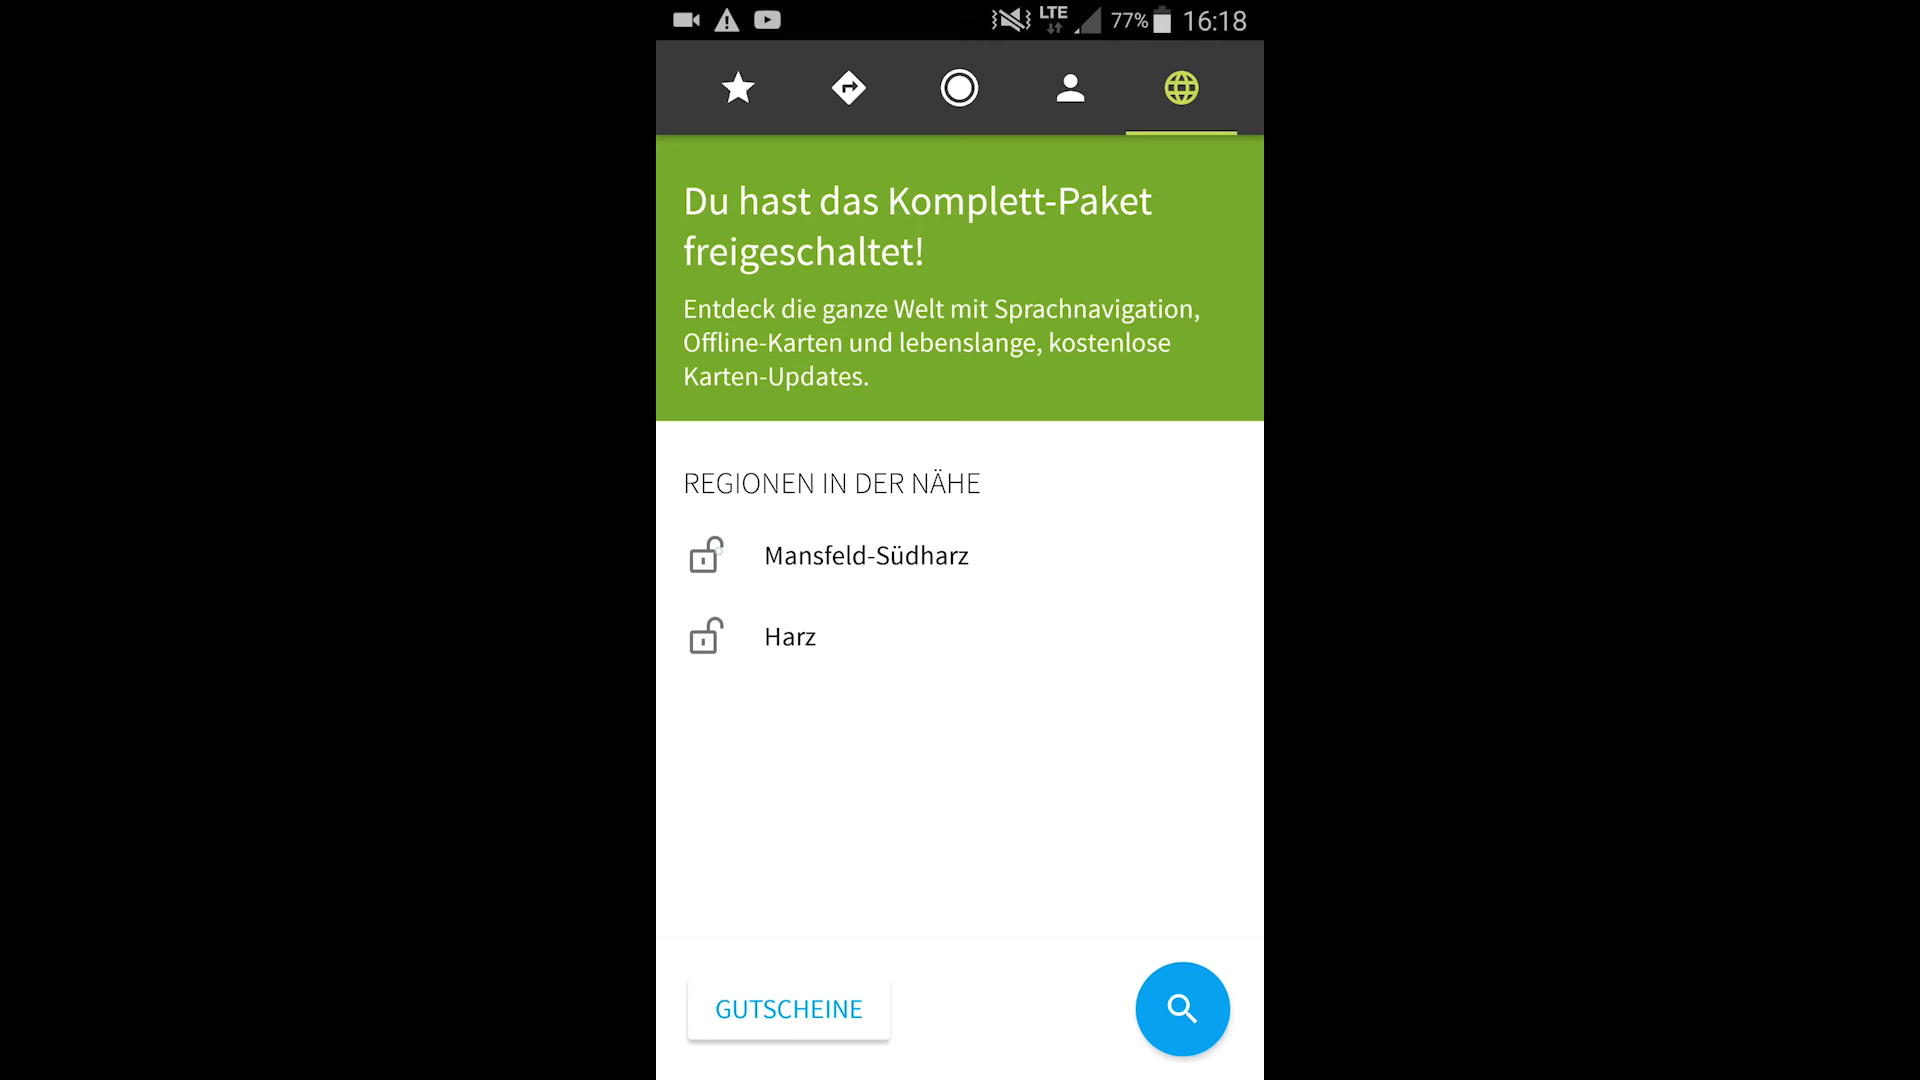 LTE 77% 16:18
Du hast das Komplett-Paket
freigeschaltet!
Entdeck die ganze Welt mit Sprachnavigation,
Offline-Karten und lebenslange, kostenlose
Karten-Updates.
REGIONEN IN DER NÄHE
Mansfeld-Südharz
Harz
GUTSCHEINE